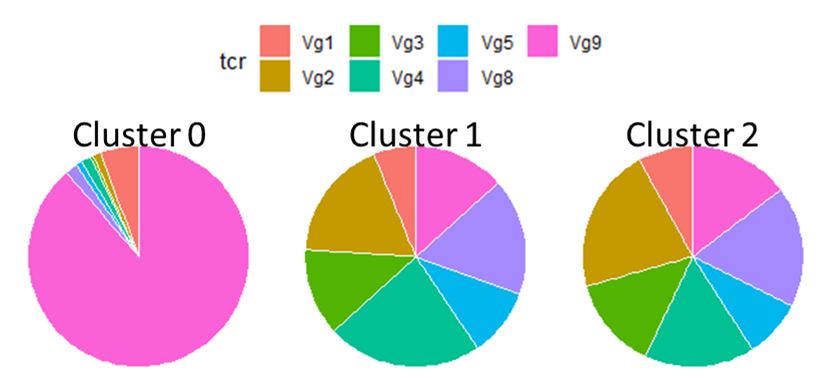 tcr
Vg1 Vg3 Vg5 Vg9
Vg2 Vg4 Vg8
Cluster 0 Cluster 1 Cluster 2